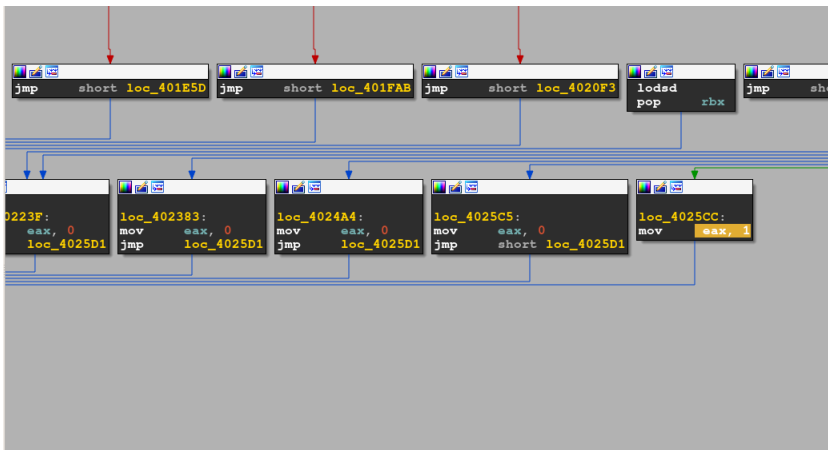 jmp short loc_401E5D
jmp short loc_401FAB
jmp short loc_4020F3
lodsd
pop rbx
jmp
0223F:
eax, 0
loc_4025D1
loc_402383:
mov eax, 0
jmp loc_4025D1
loc_4024A4:
mov eax, 0
jmp loc_4025D1
loc_4025C5:
mov eax, 0
jmp short loc_4025D1
loc_4025CC:
mov eax, 1